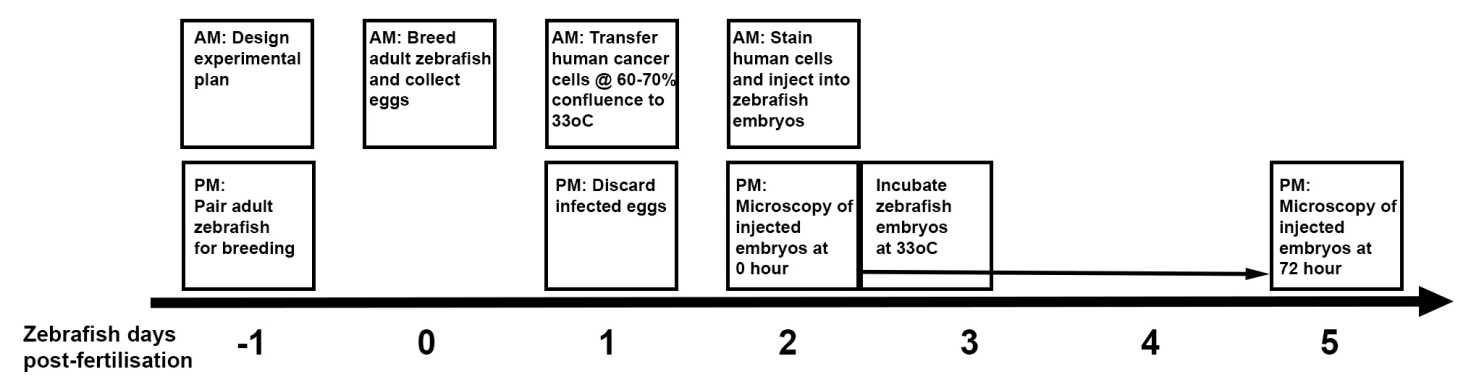 AM: Design
experimental
plan
AM: Breed
adult zebrafish
and collect
eggs
AM: Transfer
human cancer
cells @ 60-70%
confluence to
33oC
AM: Stain
human cells
and inject into
zebrafish
embryos
PM:
Pair adult
zebrafish
for breeding
PM: Discard
infected eggs
PM:
Microscopy of
injected
embryos at
0 hour
Incubate
zebrafish
embryos
at 33oC
PM:
Microscopy of
injected
embryos at
72 hour
Zebrafish days
post-fertilisation
-1 0 1 2 3 4 5